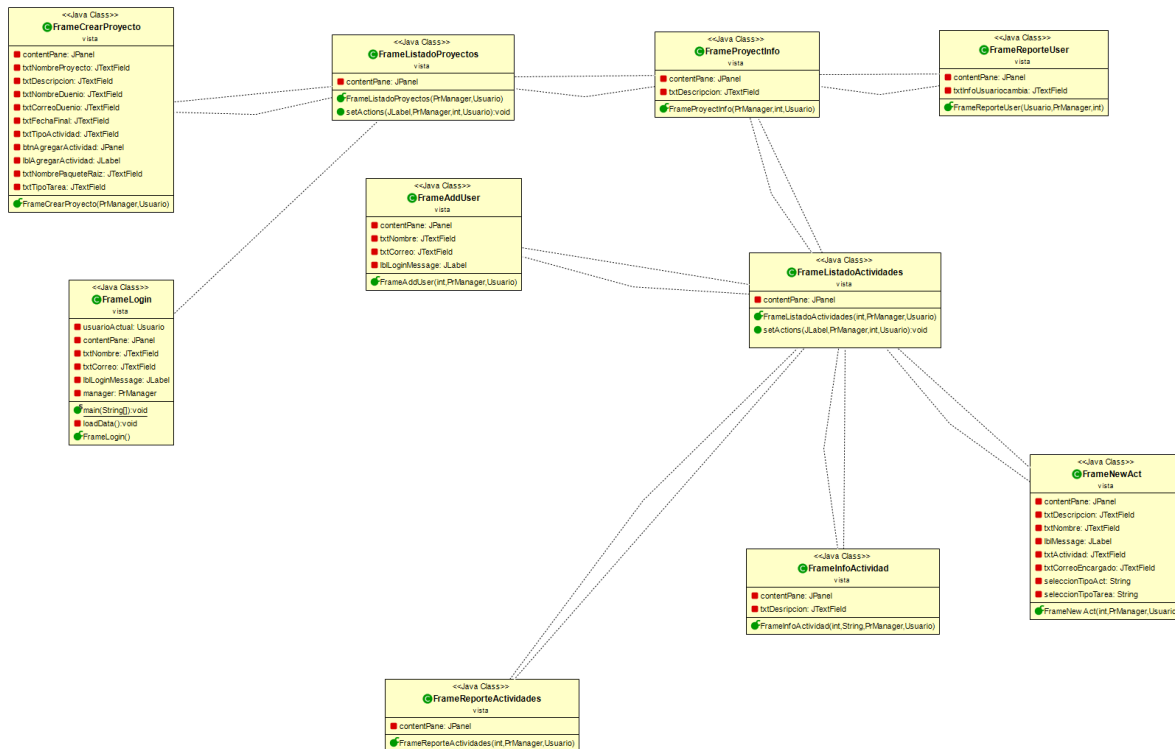 <<Java Class>>
FrameCrearProyecto
vista
contentPane: JPanel
txtNombreProyecto: JTextField
txtDescripcion: JTextField
txtNombreDuenio: JTextField
txtCorreoDuenio: JTextField
txtFechaFinal: JTextField
txtTipoActividad: JTextField
btnAgregarActividad: JPanel
lblAgregarActividad: JLabel
txtNombrePaqueteRaiz: JTextField
txtTipoTarea: JTextField
FrameCrearProyecto(PrManager,Usuario)
<<Java Class>>
FrameListadoProyectos
vista
contentPane: JPanel
FrameListadoProyectos(PrManager,Usuario)
setActions(JLabel,PrManager,int,Usuario):void
<<Java Class>>
FrameProyectInfo
vista
contentPane: JPanel
txtDescripcion: JTextField
FrameProyectInfo(PrManager,int,Usuario)
<<Java Class>>
FrameReporteUser
vista
contentPane: JPanel
txtInfoUsuariocambia: JTextField
FrameReporteUser(Usuario,PrManager,int)
<<Java Class>>
FrameAddUser
vista
contentPane: JPanel
txtNombre: JTextField
txtCorreo: JTextField
lblLoginMessage: JLabel
FrameAddUser(int,PrManager,Usuario)
<<Java Class>>
FrameListadoActividades
vista
contentPane: JPanel
FrameListadoActividades(int,PrManager,Usuario)
setActions(JLabel,PrManager,int,Usuario):void
<<Java Class>>
FrameLogin
vista
usuarioActual: Usuario
contentPane: JPanel
txtNombre: JTextField
txtCorreo: JTextField
lblLoginMessage: JLabel
manager: PrManager
main(String[]):void
loadData():void
FrameLogin()
<<Java Class>>
FrameNewAct
vista
contentPane: JPanel
txtDescripcion: JTextField
txtNombre: JTextField
lblMessage: JLabel
txtActividad: JTextField
txtCorreoEncargado: JTextField
seleccionTipoAct: String
seleccionTipoTarea: String
FrameNewAct(int,PrManager,Usuario
<<Java Class>>
FrameInfoActividad
vista
contentPane: JPanel
txtDesripcion: JTextField
FrameInfoActividad(int,String,PrManager,Usuario)
<<Java Class>>
FrameReporteActividades
vista
contentPane: JPanel
FrameReporteActividades(int,PrManager,Usuario)